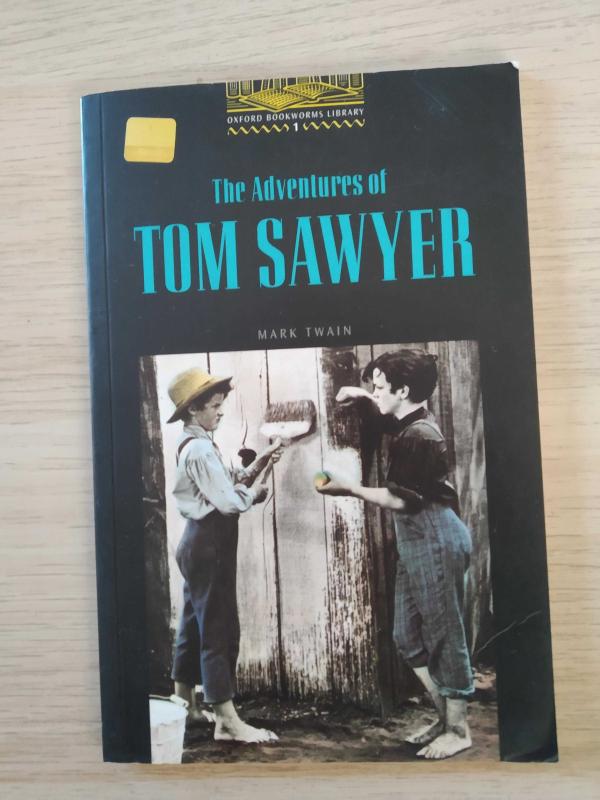 OXFORD BOOKWORMS LIBRARY
1
The Adventures of
TOM SAWYER
MARK TWAIN